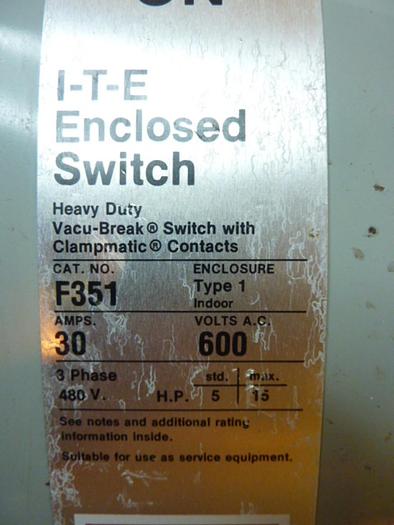 ON
I-T-E
Enclosed
Switch
Heavy Duty
Vacu-Break® Switch with
Clampmatic® Contacts
CAT. NO. ENCLOSURE
F351 Type 1
Indoor
AMPS. VOLTS A.C.
30 600
3 Phase std. max.
480 V. H.P. 5 15
See notes and additional rating
information inside.
Suitable for use as service equipment.